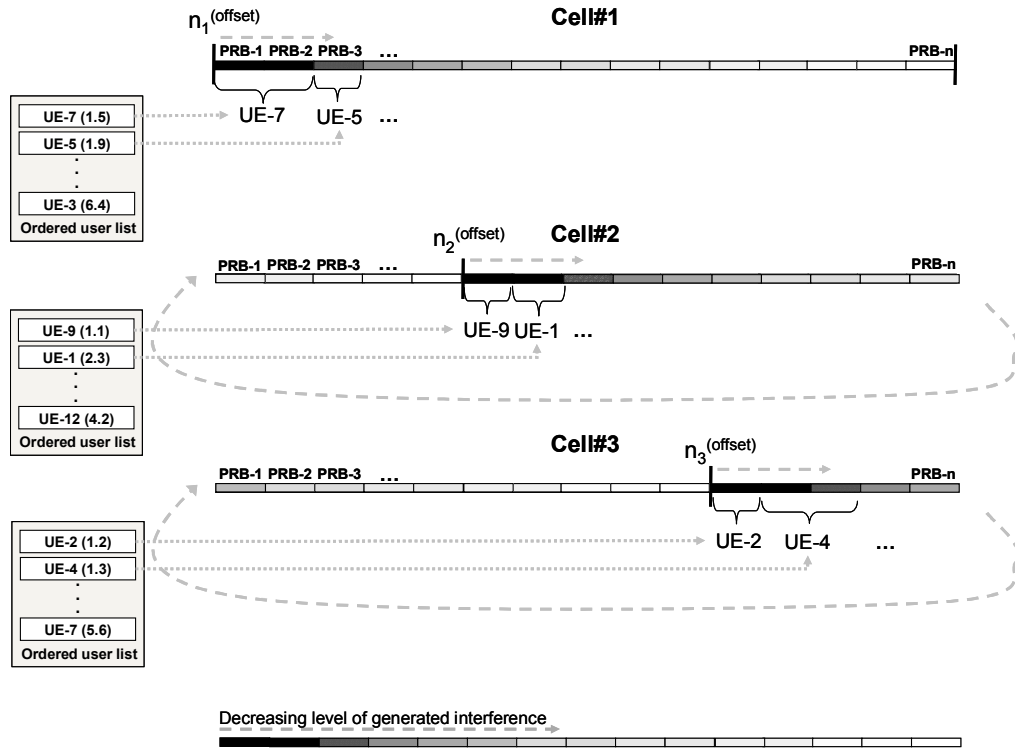 Cell#1
n1(offset)
PRB-1 PRB-2 PRB-3 ... PRB-n
UE-7 UE-5 ...
UE-7 (1.5)
UE-5 (1.9)
.
.
.
UE-3 (6.4)
Ordered user list
Cell#2
n2(offset)
PRB-1 PRB-2 PRB-3 ... PRB-n
UE-9 UE-1 ...
UE-9 (1.1)
UE-1 (2.3)
.
.
.
UE-12 (4.2)
Ordered user list
Cell#3
n3(offset)
PRB-1 PRB-2 PRB-3 ... PRB-n
UE-2 UE-4 ...
UE-2 (1.2)
UE-4 (1.3)
.
.
.
UE-7 (5.6)
Ordered user list
Decreasing level of generated interference